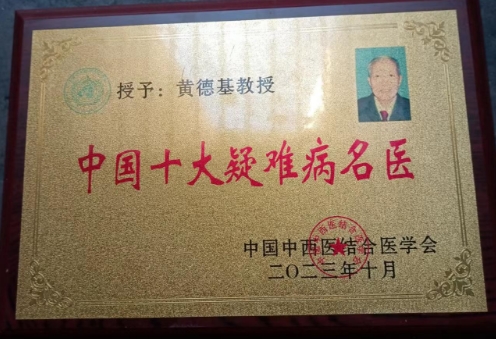 授予：黄德基教授
中国十大疑难病名医
中国中西医结合医学会
二〇二三年十月